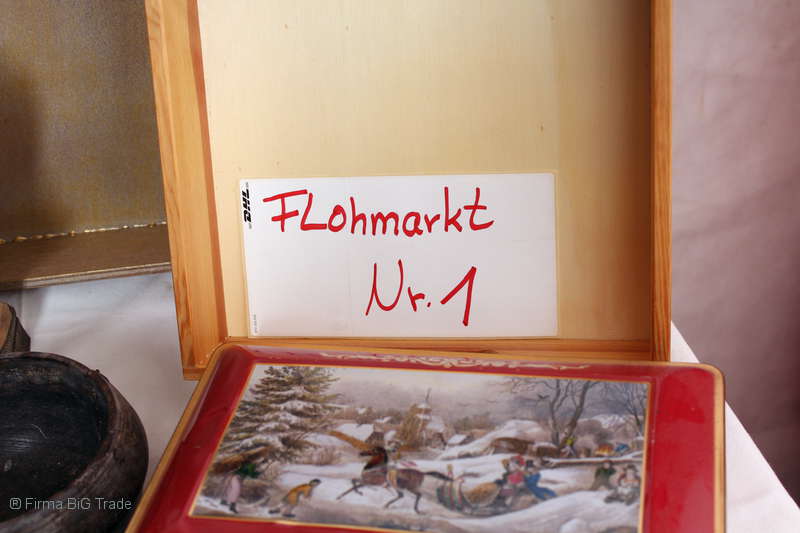 DHL
FLohmarkt
Nr. 1
® Firma BiG Trade